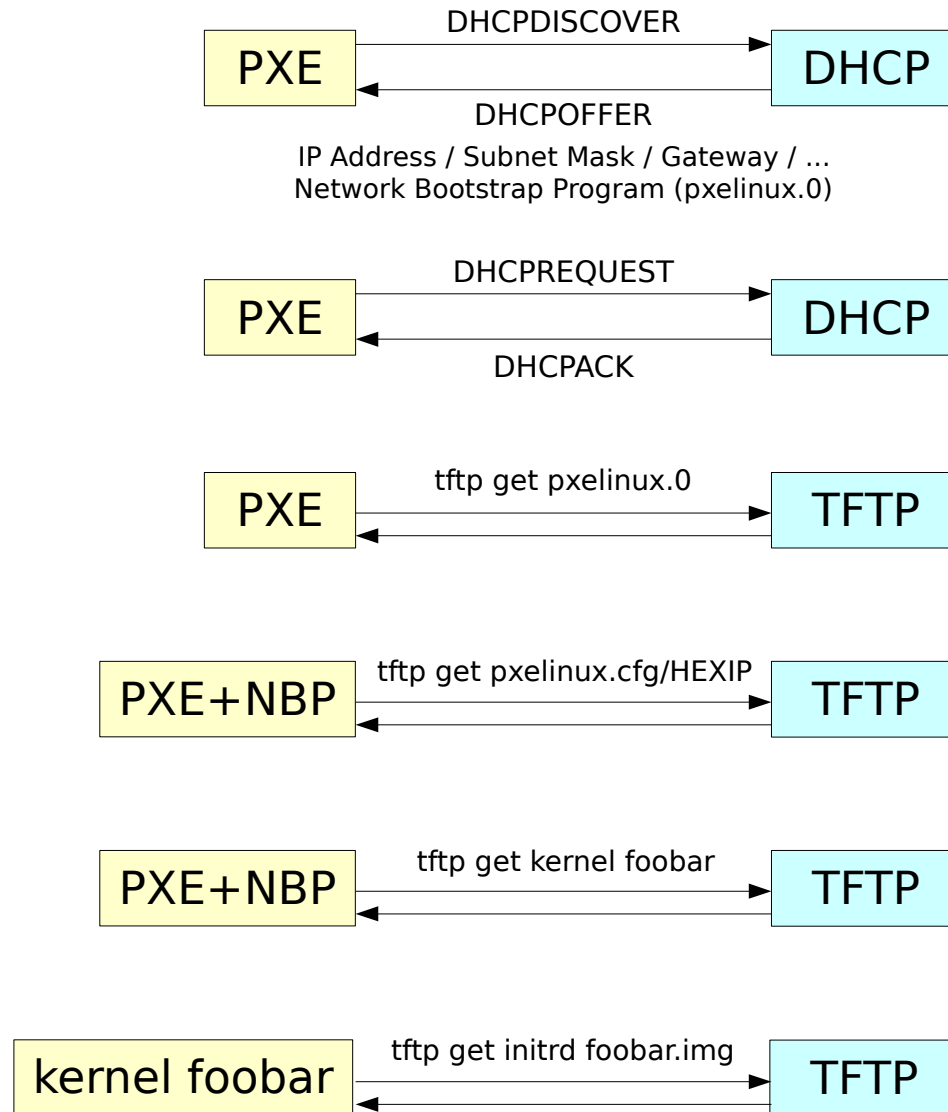 DHCPDISCOVER
PXE
DHCP
DHCPOFFER
IP Address / Subnet Mask / Gateway / ...
Network Bootstrap Program (pxelinux.0)
DHCPREQUEST
PXE
DHCP
DHCPACK
tftp get pxelinux.0
PXE
TFTP
tftp get pxelinux.cfg/HEXIP
PXE+NBP
TFTP
tftp get kernel foobar
PXE+NBP
TFTP
tftp get initrd foobar.img
kernel foobar
TFTP